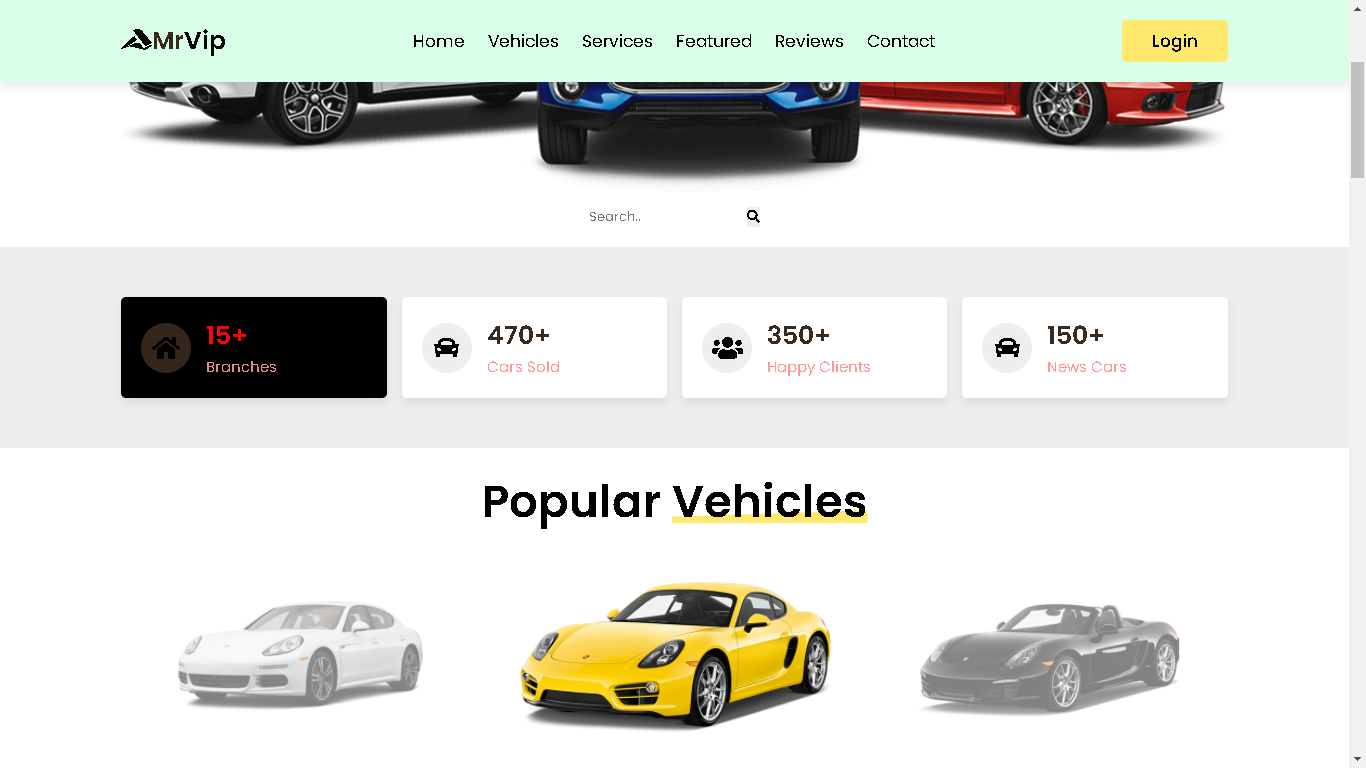 MrVip
Home Vehicles Services Featured Reviews Contact
Login
Search..
15+
Branches
470+
Cars Sold
350+
Happy Clients
150+
News Cars
Popular Vehicles